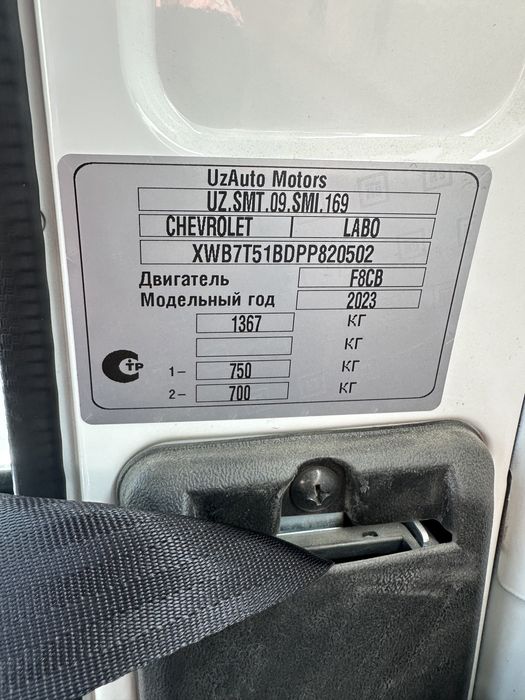 UzAuto Motors
UZ.SMT.09.SMI.169
CHEVROLET LABO
XWB7T51BDPP820502
Двигатель F8CB
Модельный год 2023
1367 КГ
КГ
1- 750 КГ
2- 700 КГ
СТР